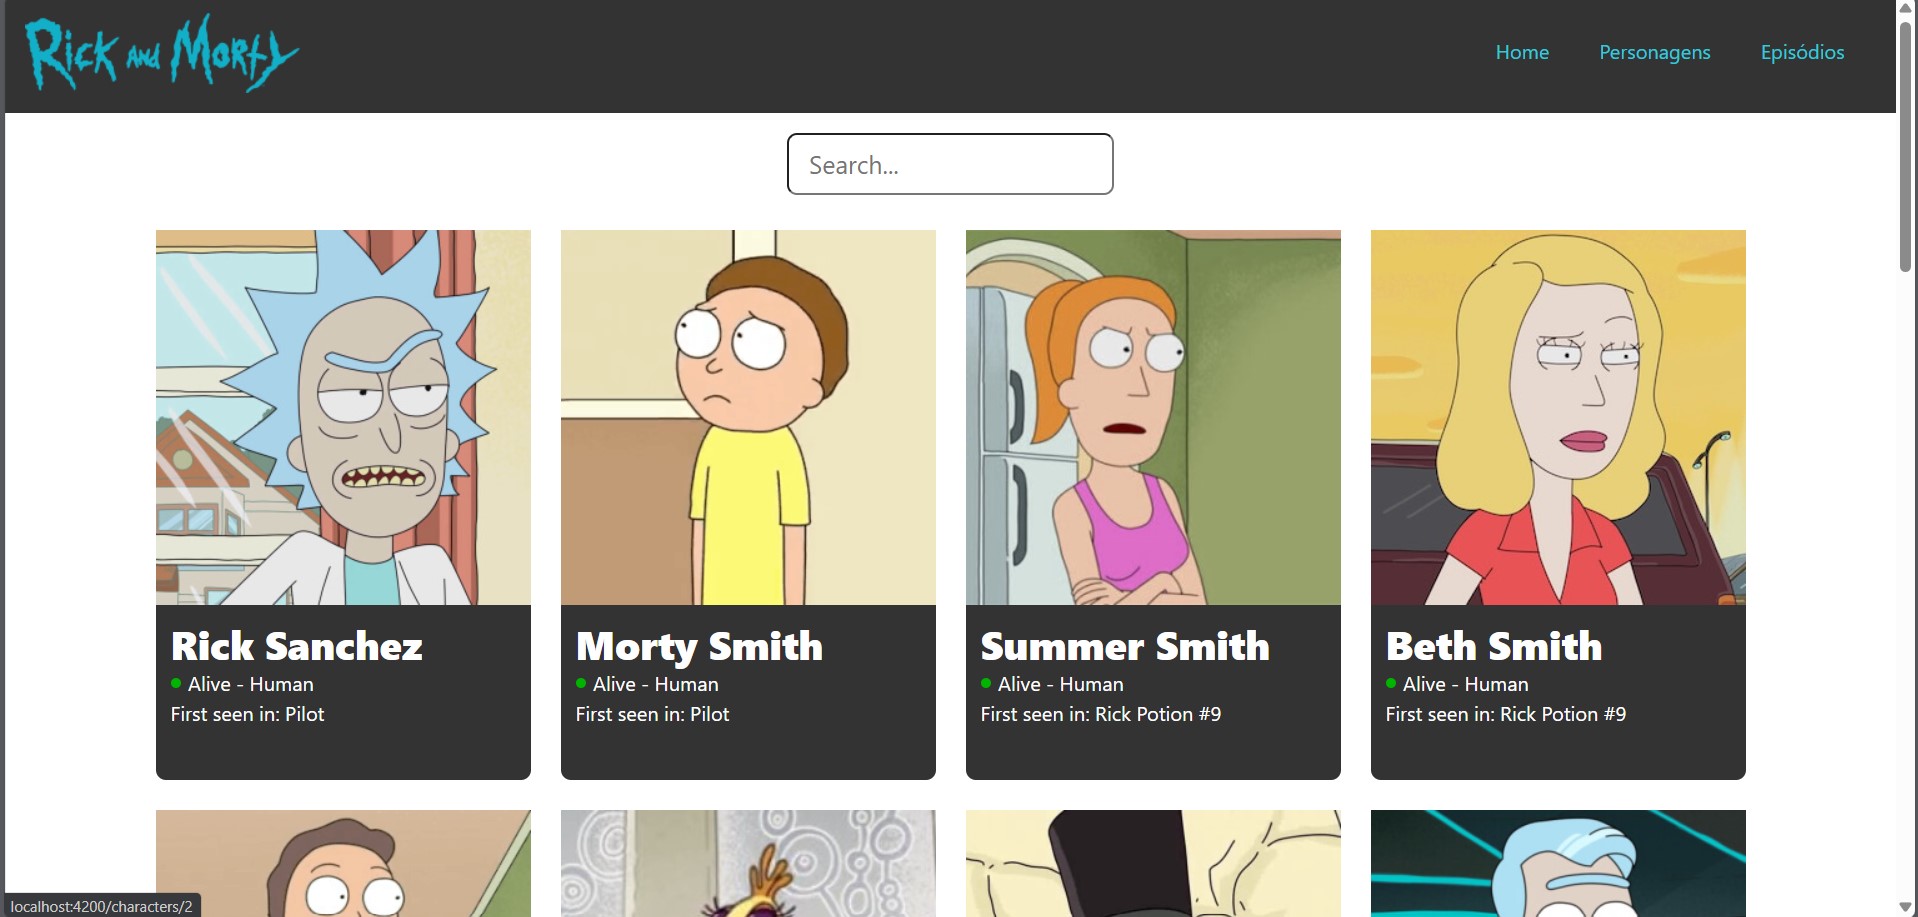 Rick and Morty
Home
Personagens
Episódios
Search...
Rick Sanchez
Alive - Human
First seen in: Pilot
Morty Smith
Alive - Human
First seen in: Pilot
Summer Smith
Alive - Human
First seen in: Rick Potion #9
Beth Smith
Alive - Human
First seen in: Rick Potion #9
localhost:4200/characters/2